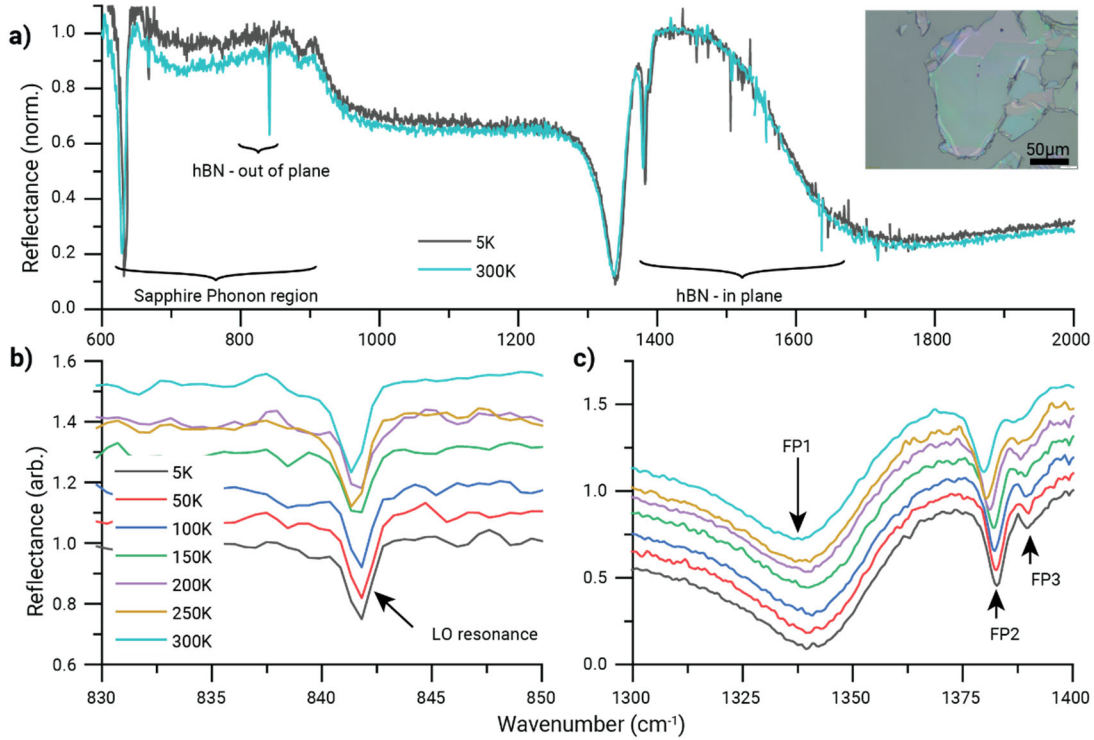 a)
Reflectance (norm.)
1.0
0.8
0.6
0.4
0.2
0.0
hBN - out of plane
Sapphire Phonon region
5K
300K
hBN - in plane
50µm
600
800
1000
1200
1400
1600
1800
2000
b)
Reflectance (arb.)
1.6
1.4
1.2
1.0
0.8
0.6
5K
50K
100K
150K
200K
250K
300K
LO resonance
830
835
840
845
850
c)
1.5
1.0
0.5
0.0
FP1
FP2
FP3
1300
1325
1350
1375
1400
Wavenumber (cm⁻¹)